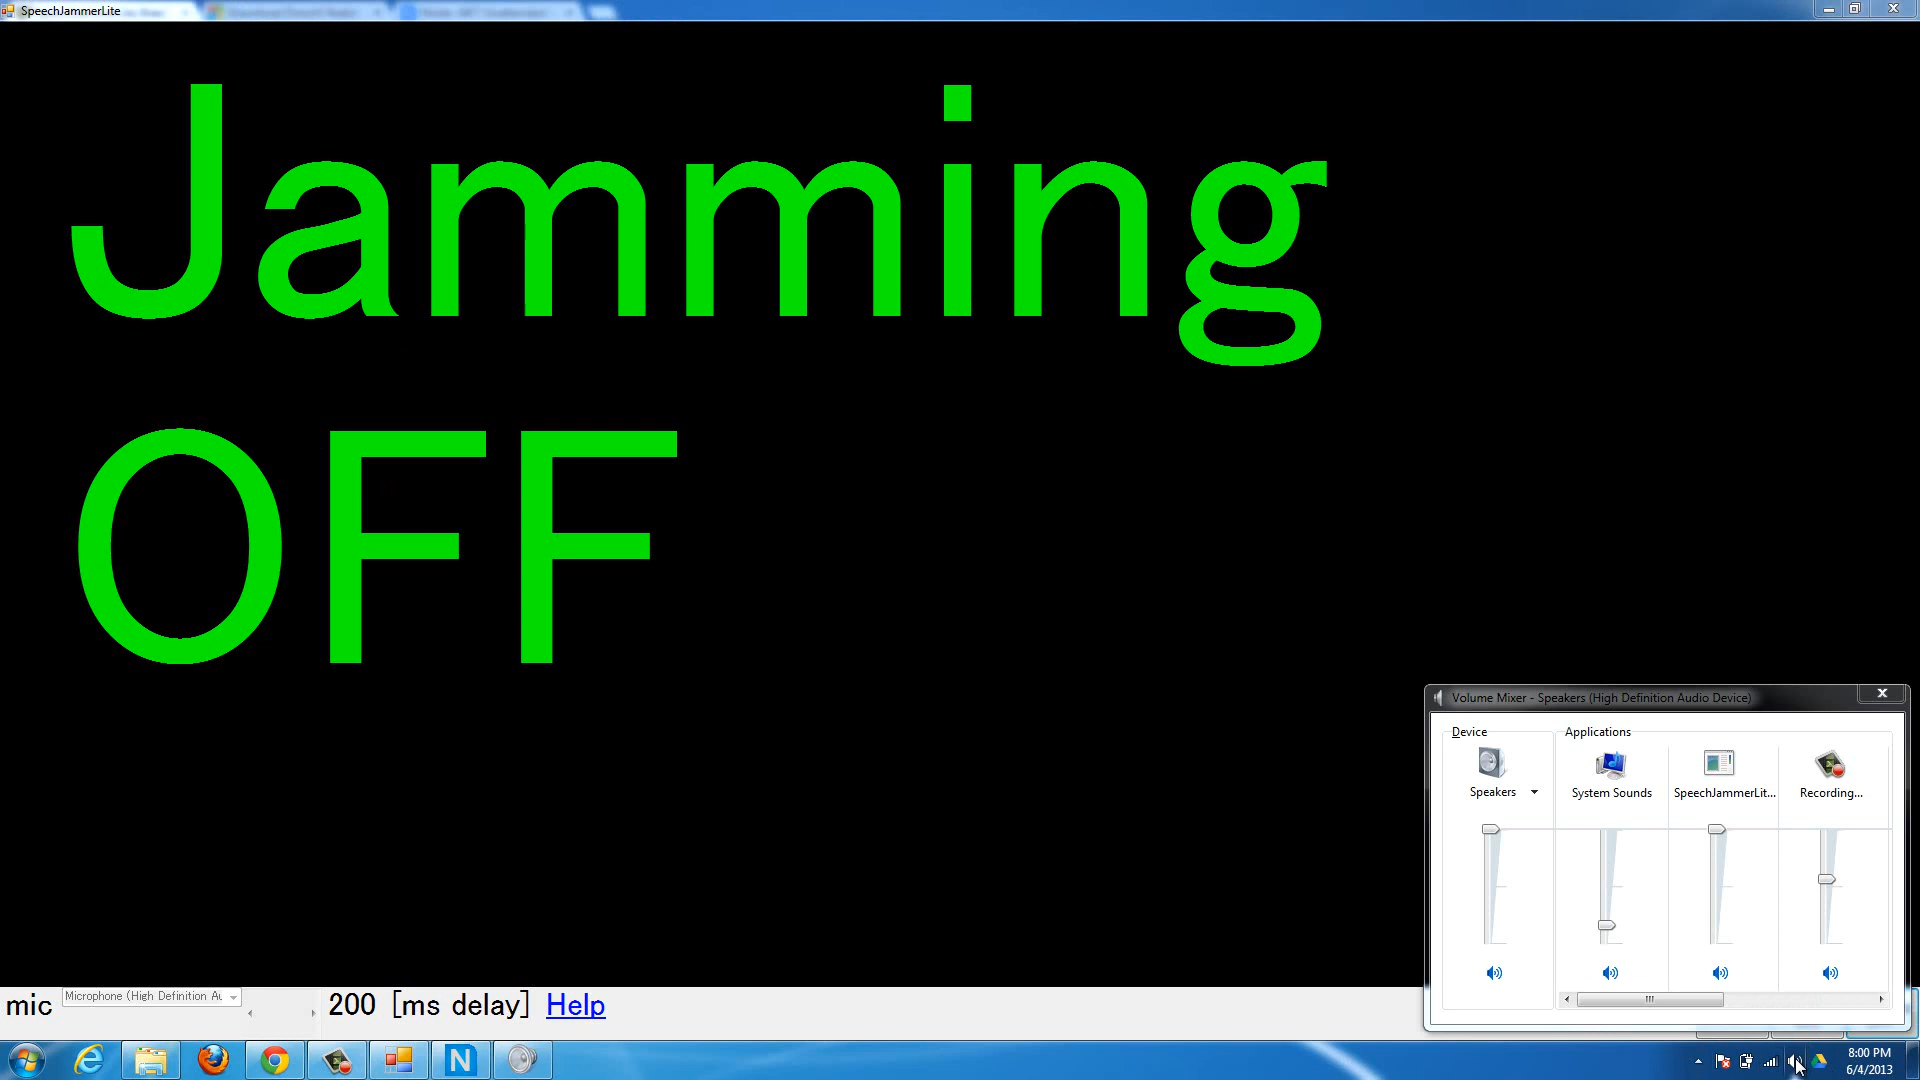 SpeechJammerLite
Jamming
OFF
Volume Mixer - Speakers (High Definition Audio Device)
Device
Applications
Speakers
System Sounds
SpeechJammerLit...
Recording...
mic
Microphone (High Definition Au
200 [ms delay] Help
N
8:00 PM
6/4/2013